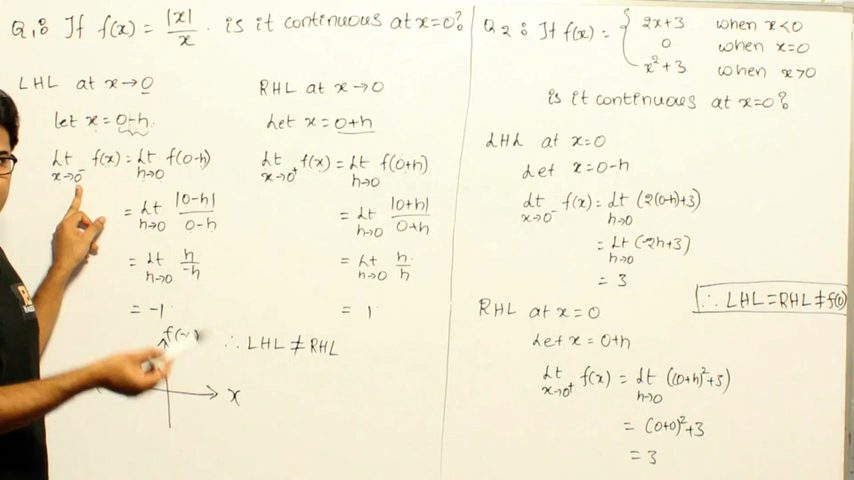 Q1: If f(x) = |x|/x . is it continuous at x=0?
LHL at x→0
Let x = 0-h.
Lt x→0⁻ f(x) = Lt h→0 f(0-h)
= Lt h→0 |0-h|/0-h
= Lt h→0 h/-h
= -1
f(x)
x
RHL at x→0
Let x = 0+h
Lt x→0⁺ f(x) = Lt h→0 f(0+h)
= Lt h→0 |0+h|/0+h
= Lt h→0 h/h
= 1
∴ LHL ≠ RHL
Q2: If f(x) = { 2x+3 when x<0
0 when x=0
x²+3 when x>0
is it continuous at x=0?
LHL at x=0
Let x=0-h
Lt x→0⁻ f(x) = Lt h→0 (2(0-h)+3)
= Lt h→0 (-2h+3)
= 3
∴ LHL = RHL ≠ f(0)
RHL at x=0
Let x=0+h
Lt x→0⁺ f(x) = Lt h→0 ((0+h)²+3)
= (0+0)²+3
= 3